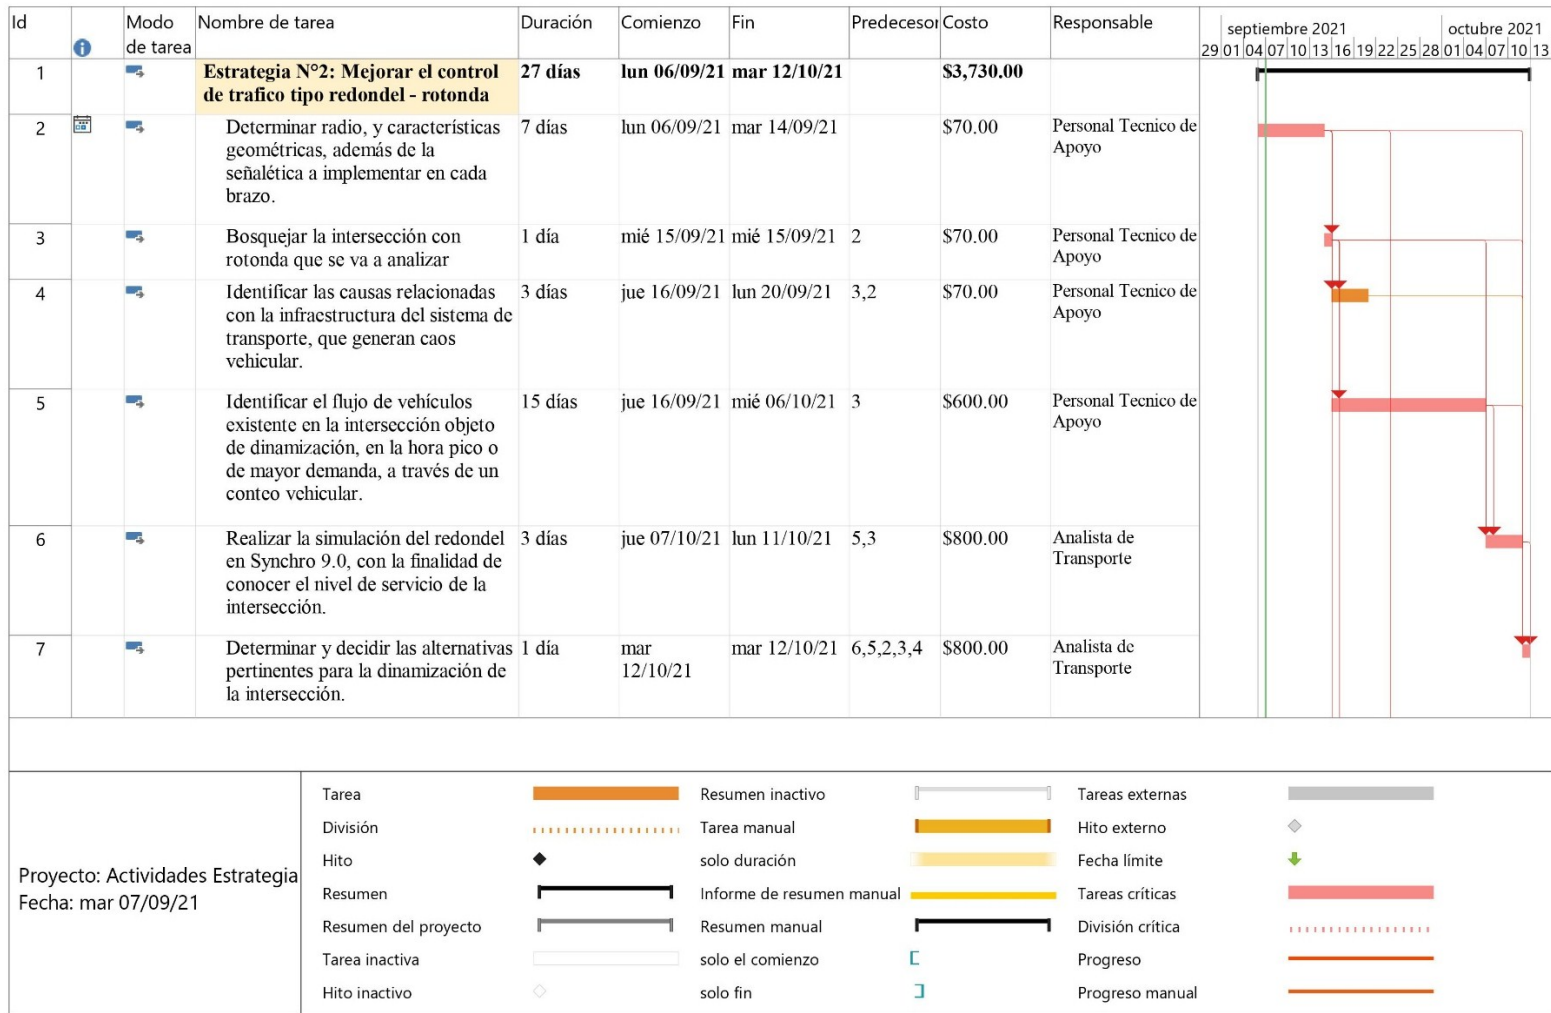 Id Modo de tarea Nombre de tarea Duración Comienzo Fin Predecesor Costo Responsable
septiembre 2021 octubre 2021
29 01 04 07 10 13 16 19 22 25 28 01 04 07 10 13
1 Estrategia N°2: Mejorar el control 27 días lun 06/09/21 mar 12/10/21 $3,730.00
de trafico tipo redondel - rotonda
2 Determinar radio, y características 7 días lun 06/09/21 mar 14/09/21 $70.00 Personal Tecnico de
geométricas, además de la Apoyo
señalética a implementar en cada
brazo.
3 Bosquejar la intersección con 1 día mié 15/09/21 mié 15/09/21 2 $70.00 Personal Tecnico de
rotonda que se va a analizar Apoyo
4 Identificar las causas relacionadas 3 días jue 16/09/21 lun 20/09/21 3,2 $70.00 Personal Tecnico de
con la infraestructura del sistema de Apoyo
transporte, que generan caos
vehicular.
5 Identificar el flujo de vehículos 15 días jue 16/09/21 mié 06/10/21 3 $600.00 Personal Tecnico de
existente en la intersección objeto Apoyo
de dinamización, en la hora pico o
de mayor demanda, a través de un
conteo vehicular.
6 Realizar la simulación del redondel 3 días jue 07/10/21 lun 11/10/21 5,3 $800.00 Analista de
en Synchro 9.0, con la finalidad de Transporte
conocer el nivel de servicio de la
intersección.
7 Determinar y decidir las alternativas 1 día mar mar 12/10/21 6,5,2,3,4 $800.00 Analista de
pertinentes para la dinamización de 12/10/21 Transporte
la intersección.
Proyecto: Actividades Estrategia
Fecha: mar 07/09/21
Tarea Resumen inactivo Tareas externas
División Tarea manual Hito externo
Hito solo duración Fecha límite
Resumen Informe de resumen manual Tareas críticas
Resumen del proyecto Resumen manual División crítica
Tarea inactiva solo el comienzo Progreso
Hito inactivo solo fin Progreso manual